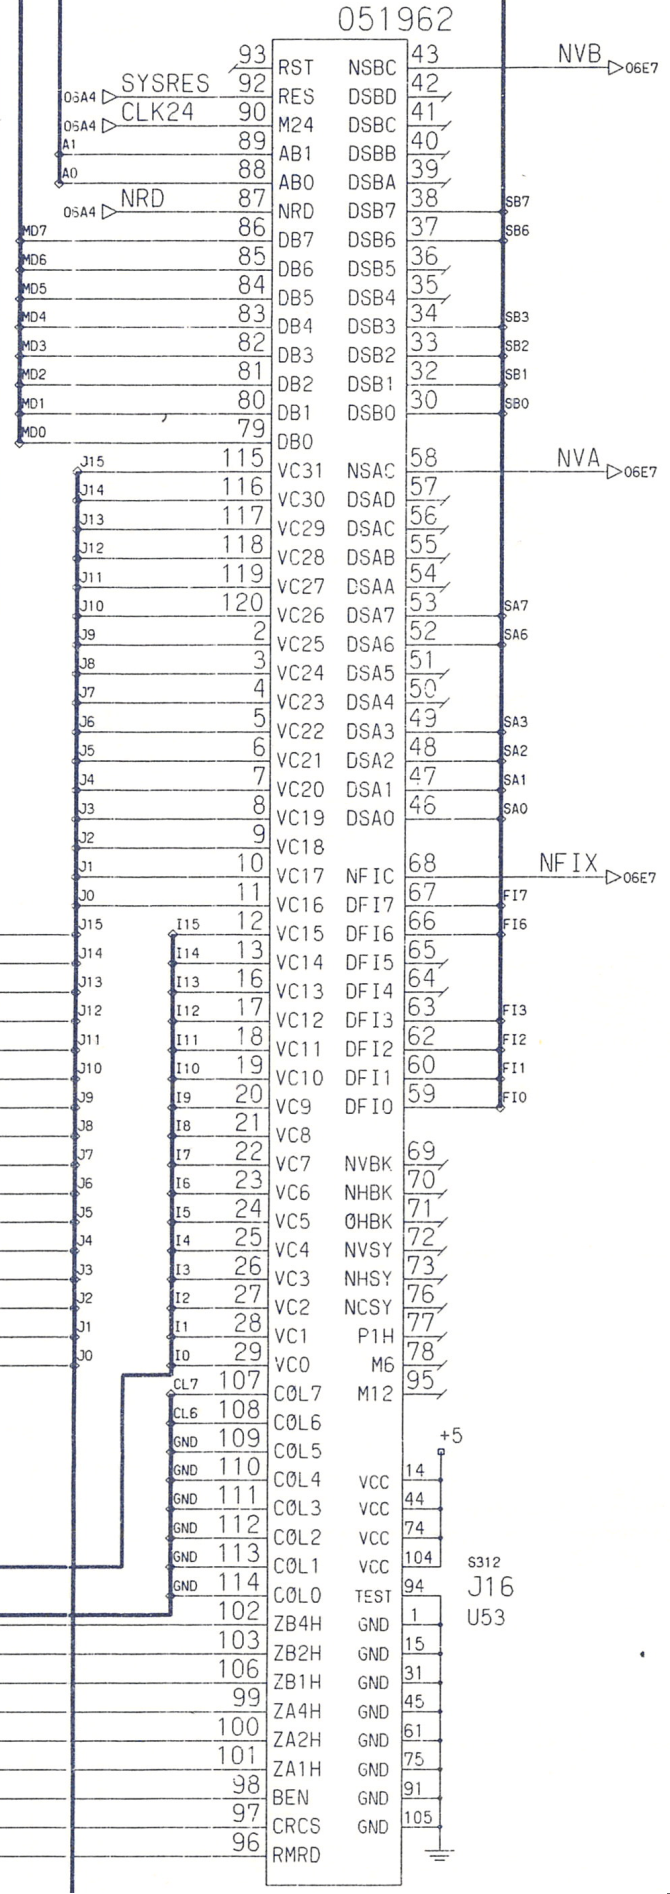 051962
93 RST NSBC 43 NVB 06E7
06A4 SYSRES 92 RES DSBD 42
06A4 CLK24 90 M24 DSBC 41
A1 89 AB1 DSBB 40
A0 88 AB0 DSBA 39
06A4 NRD 87 NRD DSB7 38 SB7
MD7 86 DB7 DSB6 37 SB6
MD6 85 DB6 DSB5 36
MD5 84 DB5 DSB4 35
MD4 83 DB4 DSB3 34 SB3
MD3 82 DB3 DSB2 33 SB2
MD2 81 DB2 DSB1 32 SB1
MD1 80 DB1 DSB0 30 SB0
MD0 79 DB0
J15 115 VC31 NSAC 58 NVA 06E7
J14 116 VC30 DSAD 57
J13 117 VC29 DSAC 56
J12 118 VC28 DSAB 55
J11 119 VC27 DSAA 54
J10 120 VC26 DSA7 53 SA7
J9 2 VC25 DSA6 52 SA6
J8 3 VC24 DSA5 51
J7 4 VC23 DSA4 50
J6 5 VC22 DSA3 49 SA3
J5 6 VC21 DSA2 48 SA2
J4 7 VC20 DSA1 47 SA1
J3 8 VC19 DSA0 46 SA0
J2 9 VC18
J1 10 VC17 NFIC 68 NFIX 06E7
J0 11 VC16 DFI7 67 FI7
J15 I15 12 VC15 DFI6 66 FI6
J14 I14 13 VC14 DFI5 65
J13 I13 16 VC13 DFI4 64
J12 I12 17 VC12 DFI3 63 FI3
J11 I11 18 VC11 DFI2 62 FI2
J10 I10 19 VC10 DFI1 60 FI1
J9 I9 20 VC9 DFI0 59 FI0
J8 I8 21 VC8
J7 I7 22 VC7 NVBK 69
J6 I6 23 VC6 NHBK 70
J5 I5 24 VC5 OHBK 71
J4 I4 25 VC4 NVSY 72
J3 I3 26 VC3 NHSY 73
J2 I2 27 VC2 NCSY 76
J1 I1 28 VC1 P1H 77
J0 I0 29 VC0 M6 78
CL7 107 COL7 M12 95
CL6 108 COL6
GND 109 COL5 +5
GND 110 COL4 VCC 14
GND 111 COL3 VCC 44
GND 112 COL2 VCC 74
GND 113 COL1 VCC 104 S312
GND 114 COL0 TEST 94 J16
102 ZB4H GND 1 U53
103 ZB2H GND 15
106 ZB1H GND 31
99 ZA4H GND 45
100 ZA2H GND 61
101 ZA1H GND 75
98 BEN GND 91
97 CRCS GND 105
96 RMRD